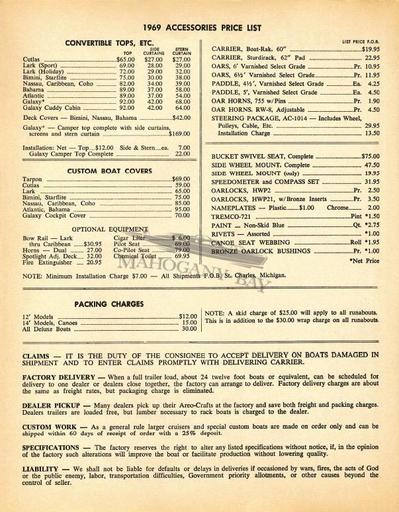 1969 ACCESSORIES PRICE LIST
CONVERTIBLE TOPS, ETC.
TOP SIDE CURTAINS STERN CURTAIN
Cutlas $65.00 $27.00 $27.00
Lark (Sport) 69.00 28.00 29.00
Lark (Holiday) 72.00 29.00 32.00
Bimini, Starflite 75.00 30.00 38.00
Nassau, Caribbean, Coho 82.00 34.00 39.00
Bahama 89.00 38.00 57.00
Atlantic 89.00 37.00 54.00
Galaxy* 92.00 42.00 68.00
Galaxy Cuddy Cabin 92.00 42.00 64.00
Deck Covers — Bimini, Nassau, Bahama $42.00
Galaxy* — Camper top complete with side curtains,
screens and stern curtain $169.00
Installation: Net — Top...$12.00 Side & Stern...ea. 7.00
Galaxy Camper Top Complete 22.00
CUSTOM BOAT COVERS
Tarpon $69.00
Cutlas 59.00
Lark 65.00
Bimini, Starflite 75.00
Nassau, Caribbean, Coho 85.00
Atlantic, Bahama 79.00
Galaxy Cockpit Cover 70.00
OPTIONAL EQUIPMENT
Bow Rail — Lark
thru Caribbean $30.95
Horns — Dual 27.00
Spotlight Adj. Deck 32.00
Fire Extinguisher 20.95
Cigar Liter $ 6.00
Pilot Seat 69.00
Co-Pilot Seat 79.00
Chemical Toilet 69.95
NOTE: Minimum Installation Charge $7.00 — All Shipments F.O.B. St. Charles, Michigan.
LIST PRICE F.O.B.
CARRIER, Boat-Rak. 60" $19.95
CARRIER, Sturdirack, 62" Pad 22.95
OARS, 6' Varnished Select Grade Pr. 10.95
OARS, 6½' Varnished Select Grade Pr. 11.95
PADDLE, 4½', Varnished Select Grade Ea. 4.25
PADDLE, 5', Varnished Select Grade Ea. 4.50
OAR HORNS, 755 w/Pins Pr. 1.90
OAR HORNS, RW-8, Adjustable Pr. 4.50
STEERING PACKAGE, AC-1014 — Includes Wheel,
Pulleys, Cable, Etc. 29.95
Installation Charge 13.50
BUCKET SWIVEL SEAT, Complete $75.00
SIDE WHEEL MOUNT, Complete 47.50
SIDE WHEEL MOUNT (only) 19.95
SPEEDOMETER and COMPASS SET 31.95
OARLOCKS, HWP2 Pr. 2.50
OARLOCKS, HWP21, w/Bronze Inserts Pr. 3.50
NAMEPLATES — Plastic $1.00 Chrome 2.00
TREMCO-721 Pint *1.50
PAINT — Non-Skid Blue Qt. *2.75
RIVETS — Assorted *1.00
CANOE SEAT WEBBING Roll *1.95
BRONZE OARLOCK BUSHINGS Pr. *1.00
*Net Price
MAHOGANY BAY
PACKING CHARGES
12' Models $12.00
14' Models, Canoes 15.00
All Deluxe Boats 30.00
NOTE: A skid charge of $25.00 will apply to all runabouts.
This is in addition to the $30.00 wrap charge on all runabouts.
CLAIMS — IT IS THE DUTY OF THE CONSIGNEE TO ACCEPT DELIVERY ON BOATS DAMAGED IN
SHIPMENT AND TO ENTER CLAIMS PROMPTLY WITH DELIVERING CARRIER.
FACTORY DELIVERY — When a full trailer load, about 24 twelve foot boats or equivalent, can be scheduled for
delivery to one dealer or dealers close together, the factory can arrange to deliver. Factory delivery charges are about
the same as freight rates, but packaging charge is eliminated.
DEALER PICKUP — Many dealers pick up their Areo-Crafts at the factory and save both freight and packing charges.
Dealers trailers are loaded free, but lumber necessary to rack boats is charged to the dealer.
CUSTOM WORK — As a general rule larger cruisers and special custom boats are made on order only and can be
shipped within 60 days of receipt of order with a 25% deposit.
SPECIFICATIONS — The factory reserves the right to alter any listed specifications without notice, if, in the opinion
of the factory such alterations will improve the boat or facilitate production without lowering quality.
LIABILITY — We shall not be liable for defaults or delays in deliveries if occasioned by wars, fires, the acts of God
or the public enemy, labor, transportation difficulties, Government priority allotments, or other causes beyond the
control of seller.